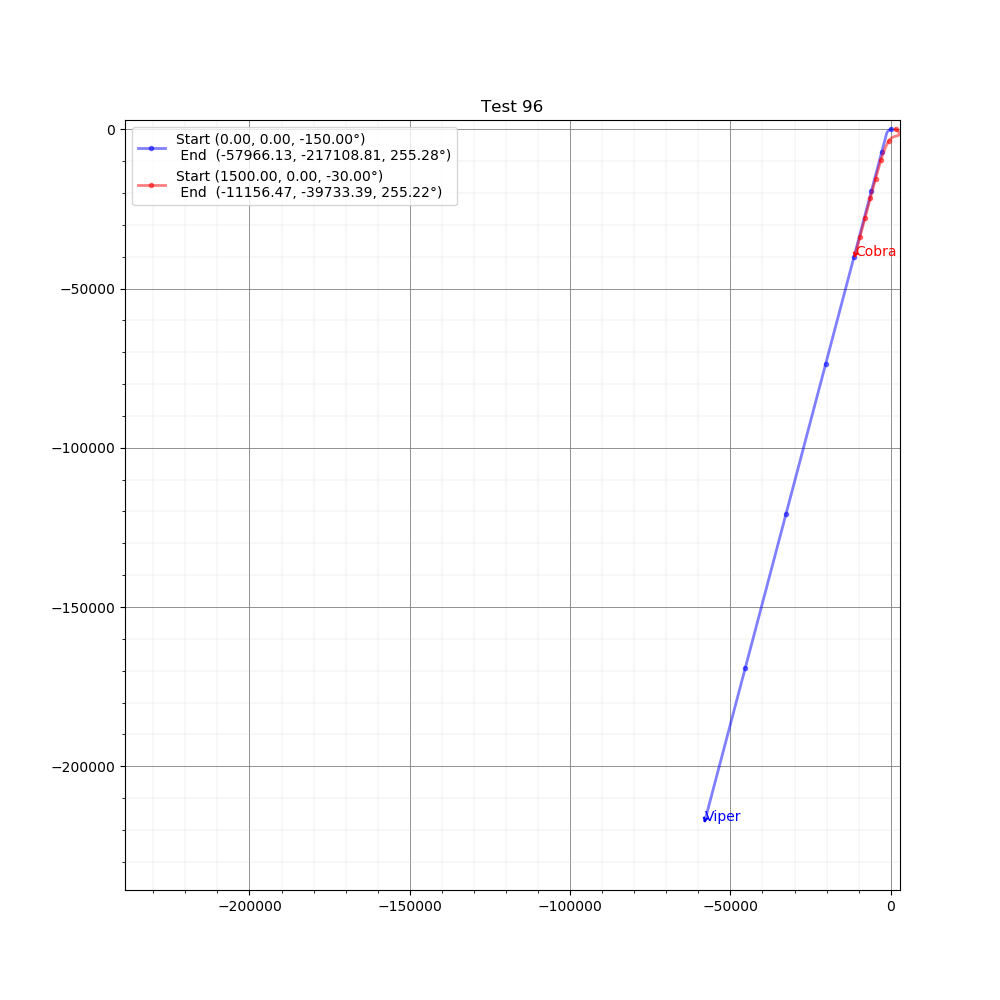 Test 96
Start (0.00, 0.00, -150.00°)
End (-57966.13, -217108.81, 255.28°)
Start (1500.00, 0.00, -30.00°)
End (-11156.47, -39733.39, 255.22°)
0
−50000
−100000
−150000
−200000
Cobra
Viper
−200000
−150000
−100000
−50000
0